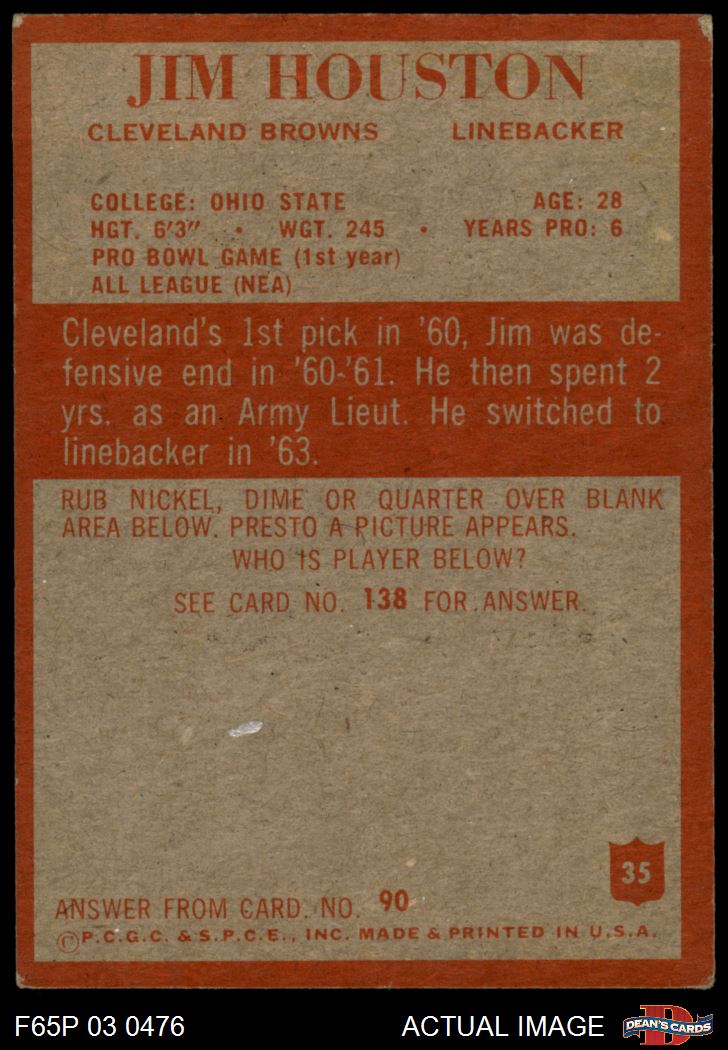 JIM HOUSTON
CLEVELAND BROWNS LINEBACKER
COLLEGE: OHIO STATE AGE: 28
HGT. 6'3" • WGT. 245 • YEARS PRO: 6
PRO BOWL GAME (1st year)
ALL LEAGUE (NEA)
Cleveland's 1st pick in '60, Jim was de-
fensive end in '60-'61. He then spent 2
yrs. as an Army Lieut. He switched to
linebacker in '63.
RUB NICKEL, DIME OR QUARTER OVER BLANK
AREA BELOW. PRESTO A PICTURE APPEARS.
WHO IS PLAYER BELOW?
SEE CARD NO. 138 FOR ANSWER.
35
ANSWER FROM CARD. NO. 90
©P.C.G.C. & S.P.C.E., INC. MADE & PRINTED IN U.S.A.
F65P 03 0476 ACTUAL IMAGE
D
DEAN'S CARDS